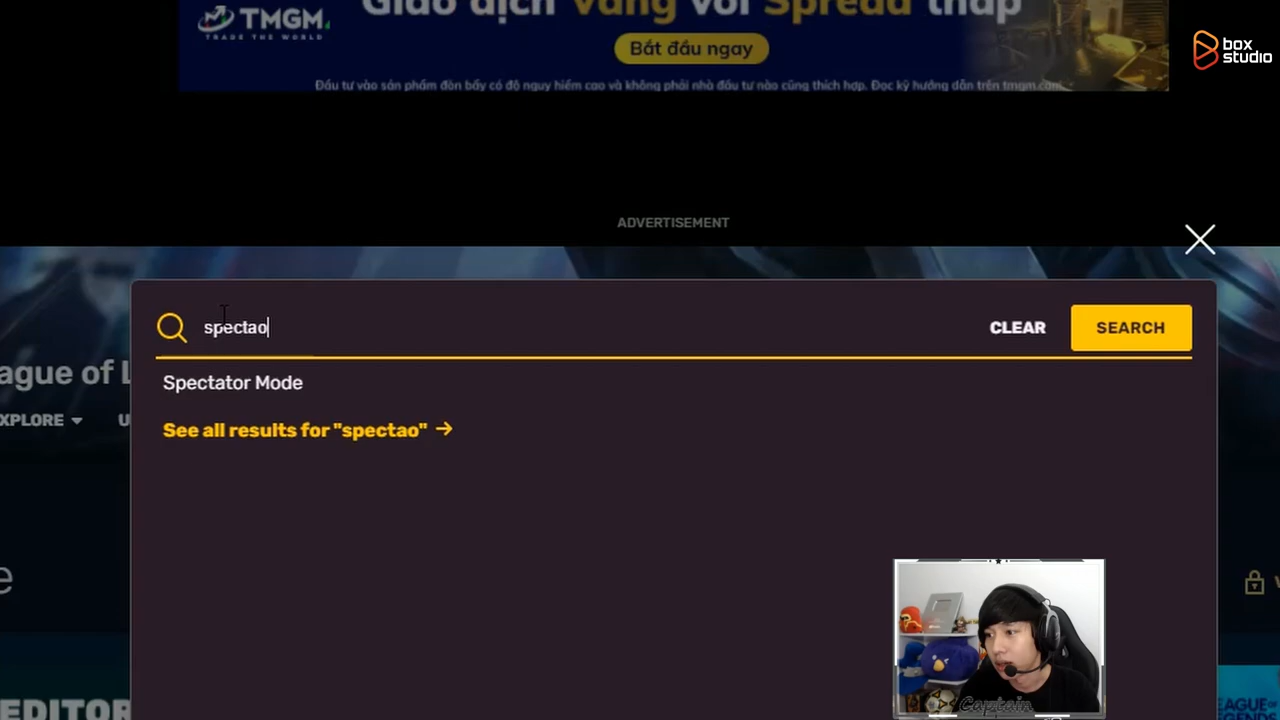 Giao dịch Vàng với Spread thấp
TMGM
TRADE THE WORLD
Bắt đầu ngay
Đầu tư vào sản phẩm đòn bẩy có độ nguy hiểm cao và không phải nhà đầu tư nào cũng thích hợp. Đọc kỹ hướng dẫn trên tmgm.com
box
studio
ADVERTISEMENT
spectao
CLEAR
SEARCH
Spectator Mode
ague of L
XPLORE
U
See all results for "spectao"
e
Captain
EDITOR
EAGUE